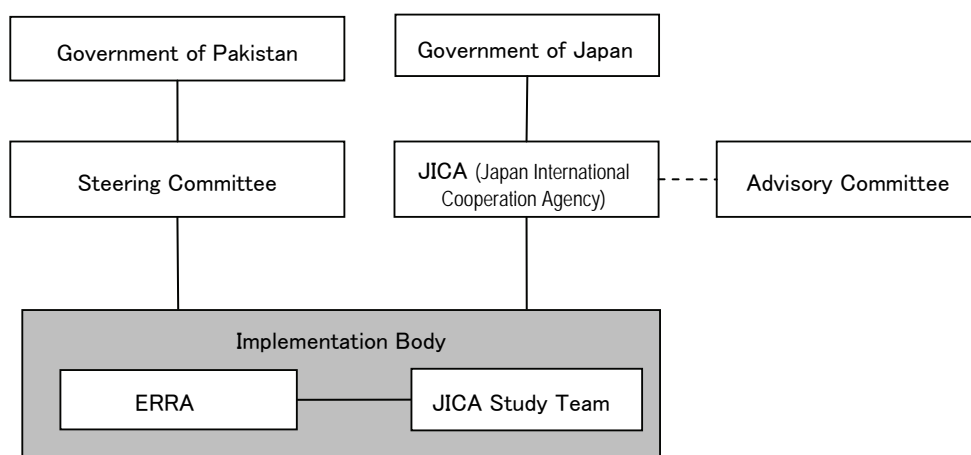 Government of Pakistan
Government of Japan
Steering Committee
JICA (Japan International
Cooperation Agency)
Advisory Committee
Implementation Body
ERRA
JICA Study Team